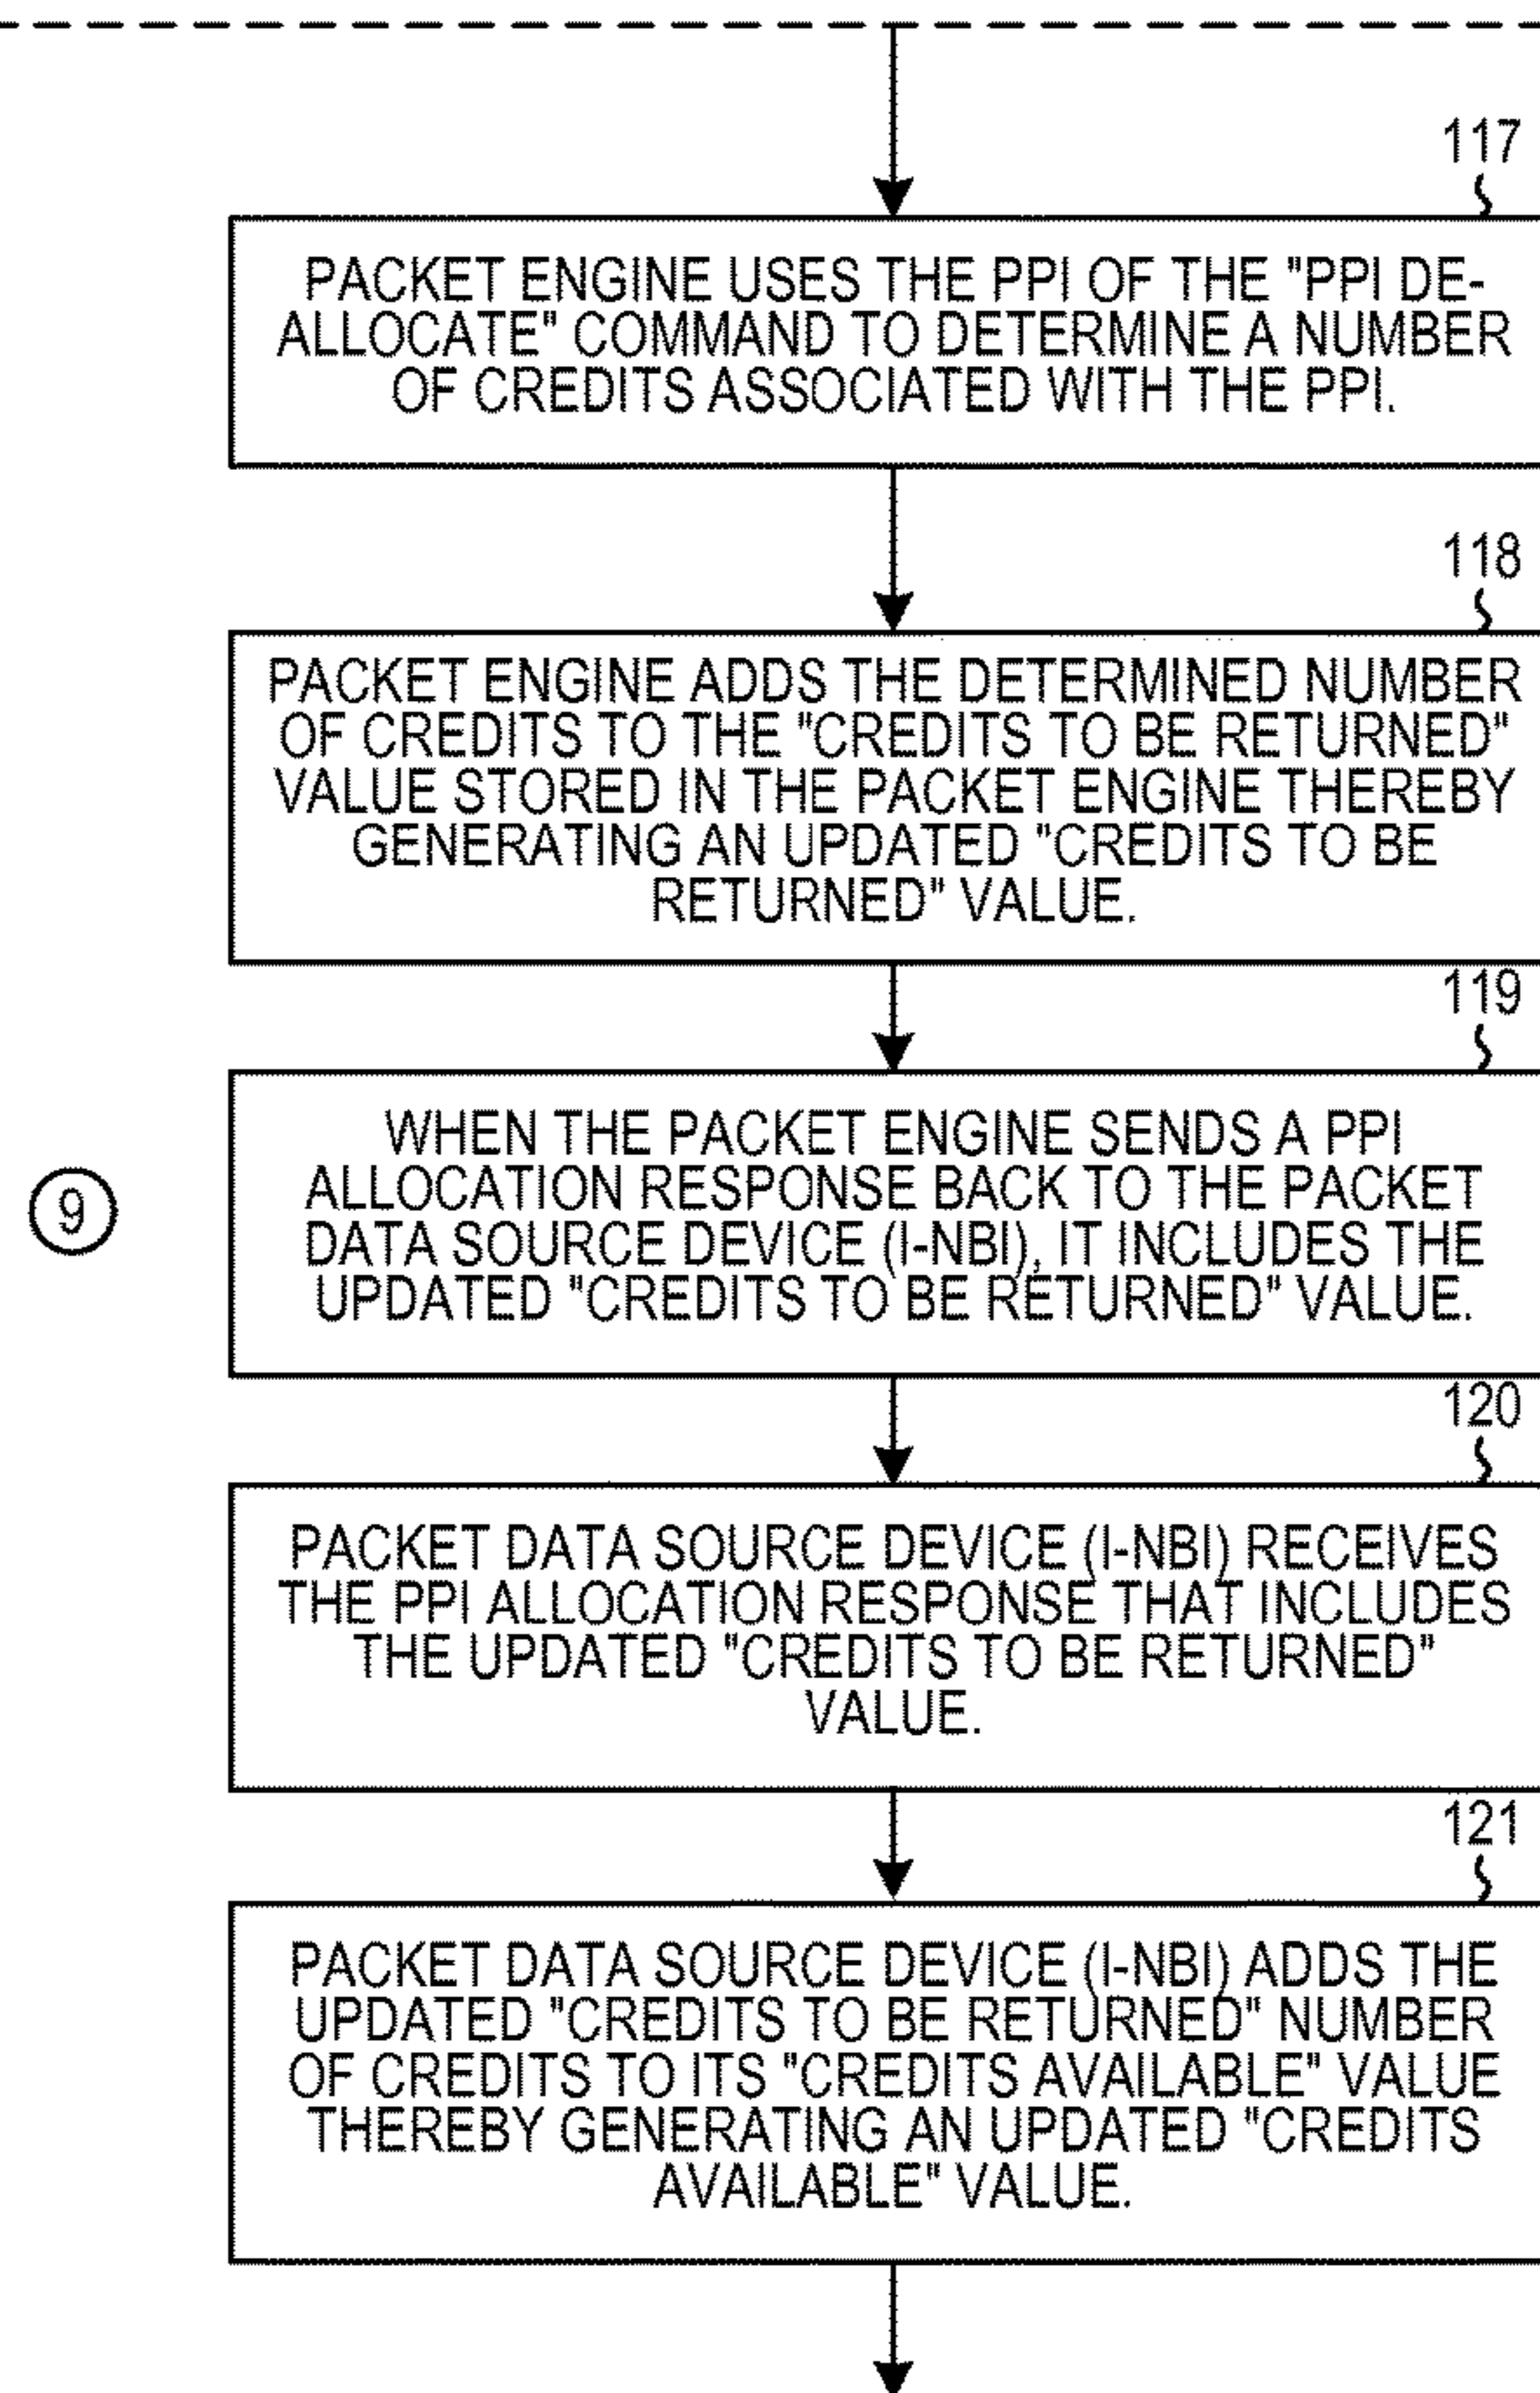 117
PACKET ENGINE USES THE PPI OF THE "PPI DE-
ALLOCATE" COMMAND TO DETERMINE A NUMBER
OF CREDITS ASSOCIATED WITH THE PPI.
118
PACKET ENGINE ADDS THE DETERMINED NUMBER
OF CREDITS TO THE "CREDITS TO BE RETURNED"
VALUE STORED IN THE PACKET ENGINE THEREBY
GENERATING AN UPDATED "CREDITS TO BE
RETURNED" VALUE.
119
WHEN THE PACKET ENGINE SENDS A PPI
ALLOCATION RESPONSE BACK TO THE PACKET
DATA SOURCE DEVICE (I-NBI), IT INCLUDES THE
UPDATED "CREDITS TO BE RETURNED" VALUE.
9
120
PACKET DATA SOURCE DEVICE (I-NBI) RECEIVES
THE PPI ALLOCATION RESPONSE THAT INCLUDES
THE UPDATED "CREDITS TO BE RETURNED"
VALUE.
121
PACKET DATA SOURCE DEVICE (I-NBI) ADDS THE
UPDATED "CREDITS TO BE RETURNED" NUMBER
OF CREDITS TO ITS "CREDITS AVAILABLE" VALUE
THEREBY GENERATING AN UPDATED "CREDITS
AVAILABLE" VALUE.